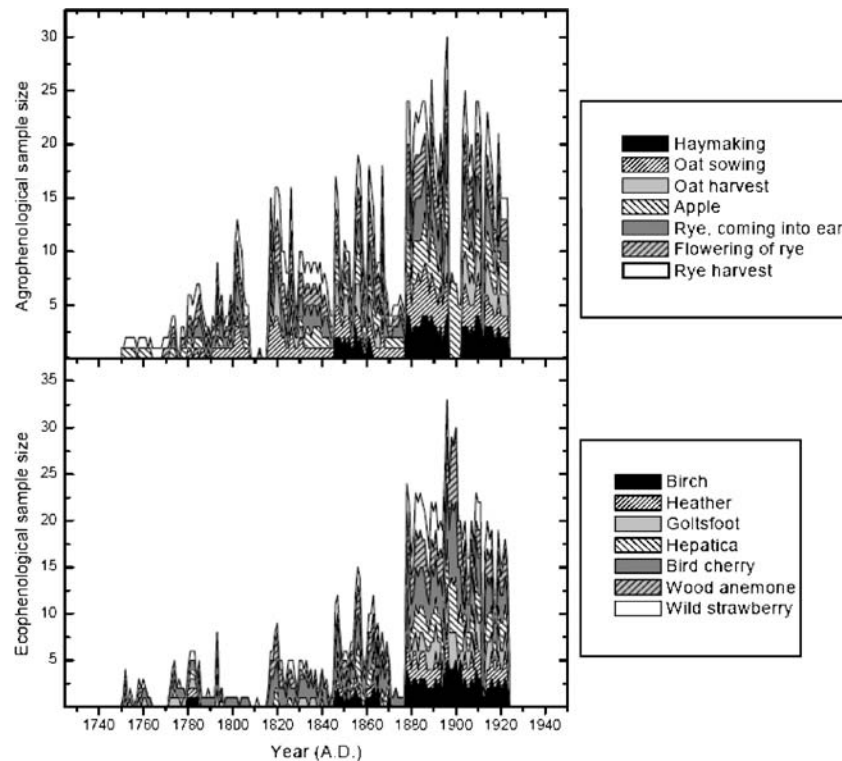 Agrophenological sample size
30
25
20
15
10
5
Haymaking
Oat sowing
Oat harvest
Apple
Rye, coming into ear
Flowering of rye
Rye harvest
Ecophenological sample size
35
30
25
20
15
10
5
Birch
Heather
Goltsfoot
Hepatica
Bird cherry
Wood anemone
Wild strawberry
1740 1760 1780 1800 1820 1840 1860 1880 1900 1920 1940
Year (A.D.)